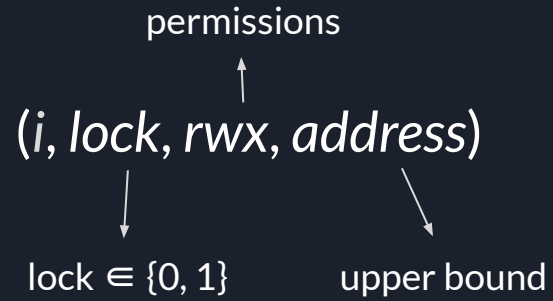 permissions
(i, lock, rwx, address)
lock ∈ {0, 1}
upper bound